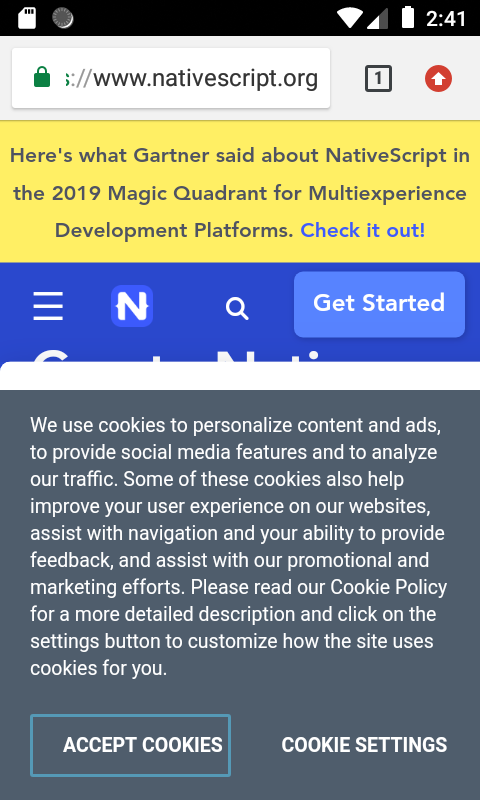 2:41
s://www.nativescript.org
1
Here's what Gartner said about NativeScript in
the 2019 Magic Quadrant for Multiexperience
Development Platforms. Check it out!
N
Get Started
We use cookies to personalize content and ads,
to provide social media features and to analyze
our traffic. Some of these cookies also help
improve your user experience on our websites,
assist with navigation and your ability to provide
feedback, and assist with our promotional and
marketing efforts. Please read our Cookie Policy
for a more detailed description and click on the
settings button to customize how the site uses
cookies for you.
ACCEPT COOKIES
COOKIE SETTINGS